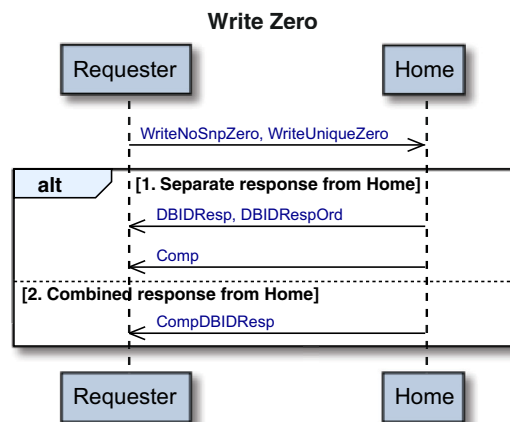 Write Zero
Requester Home
WriteNoSnpZero, WriteUniqueZero
alt [1. Separate response from Home]
DBIDResp, DBIDRespOrd
Comp
[2. Combined response from Home]
CompDBIDResp
Requester Home